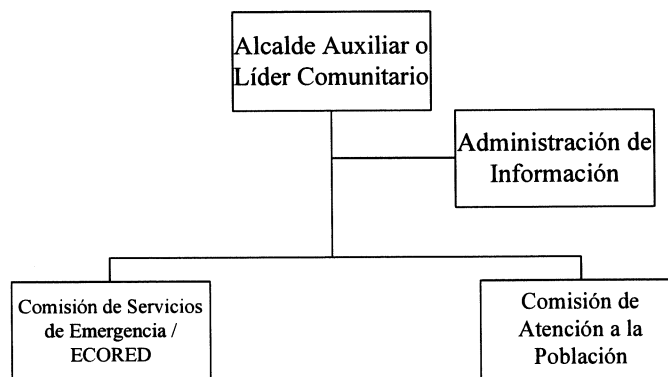 Alcalde Auxiliar o
Líder Comunitario
Administración de
Información
Comisión de Servicios
de Emergencia /
ECORED
Comisión de
Atención a la
Población